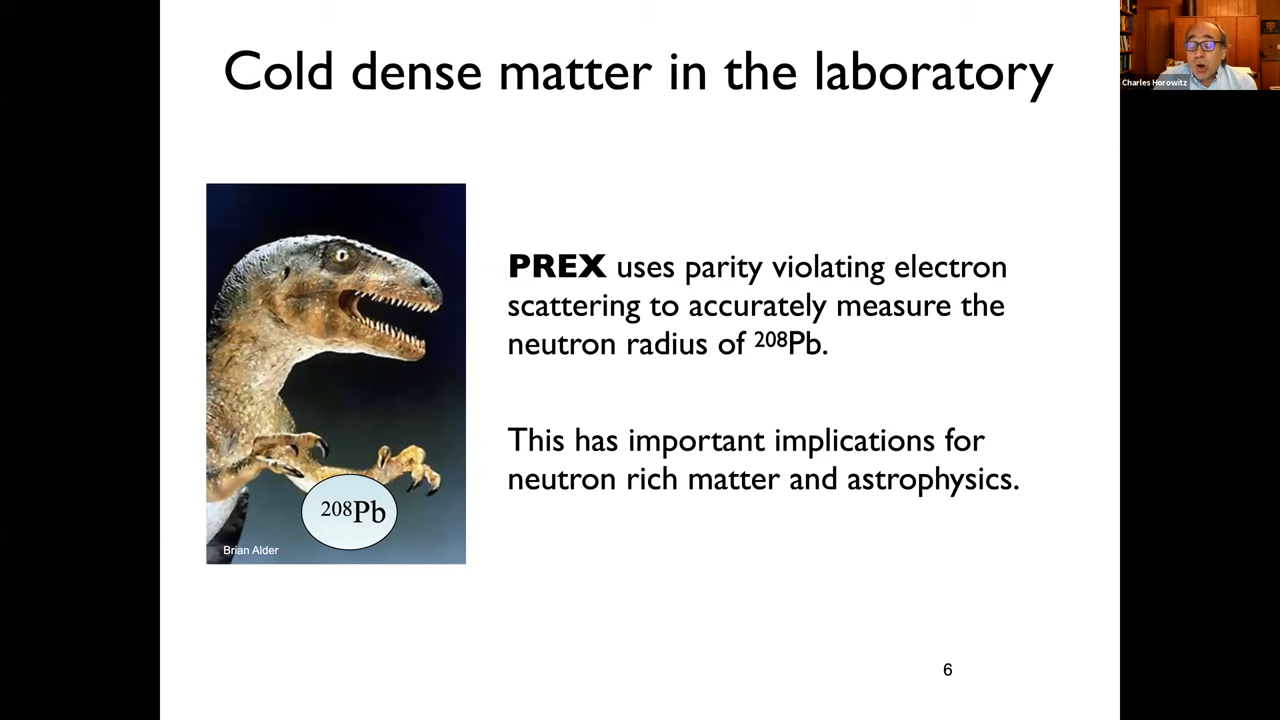 Cold dense matter in the laboratory
Charles Horowitz
PREX uses parity violating electron
scattering to accurately measure the
neutron radius of ²⁰⁸Pb.
This has important implications for
neutron rich matter and astrophysics.
²⁰⁸Pb
Brian Alder
6